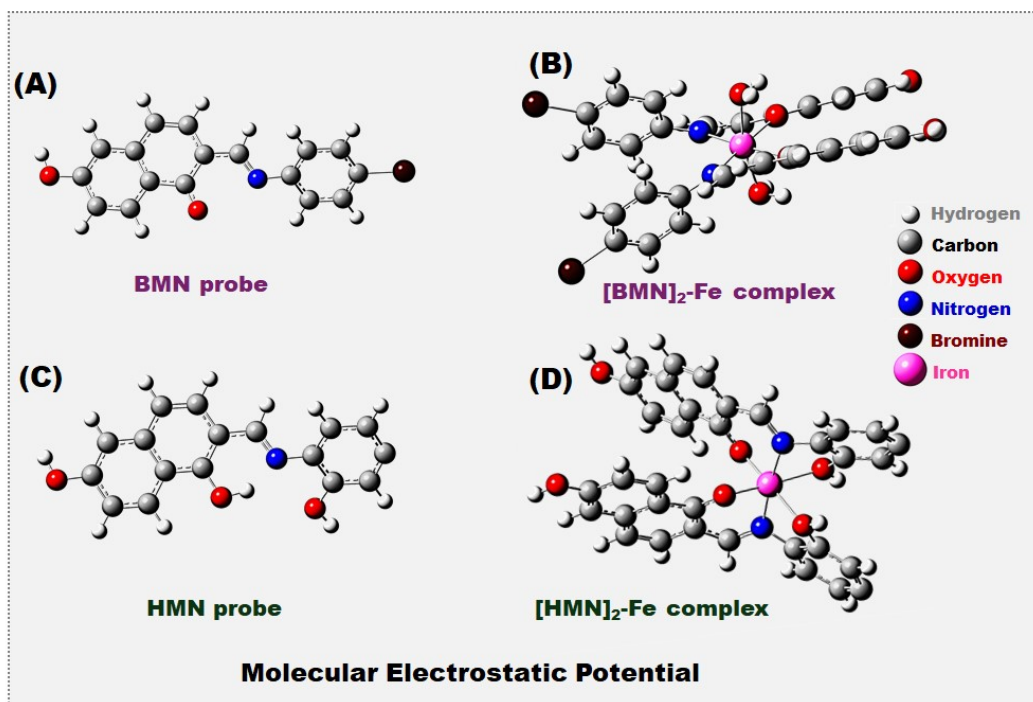 (A)
(B)
BMN probe
[BMN]₂-Fe complex
Hydrogen
Carbon
Oxygen
Nitrogen
Bromine
Iron
(C)
(D)
HMN probe
[HMN]₂-Fe complex
Molecular Electrostatic Potential